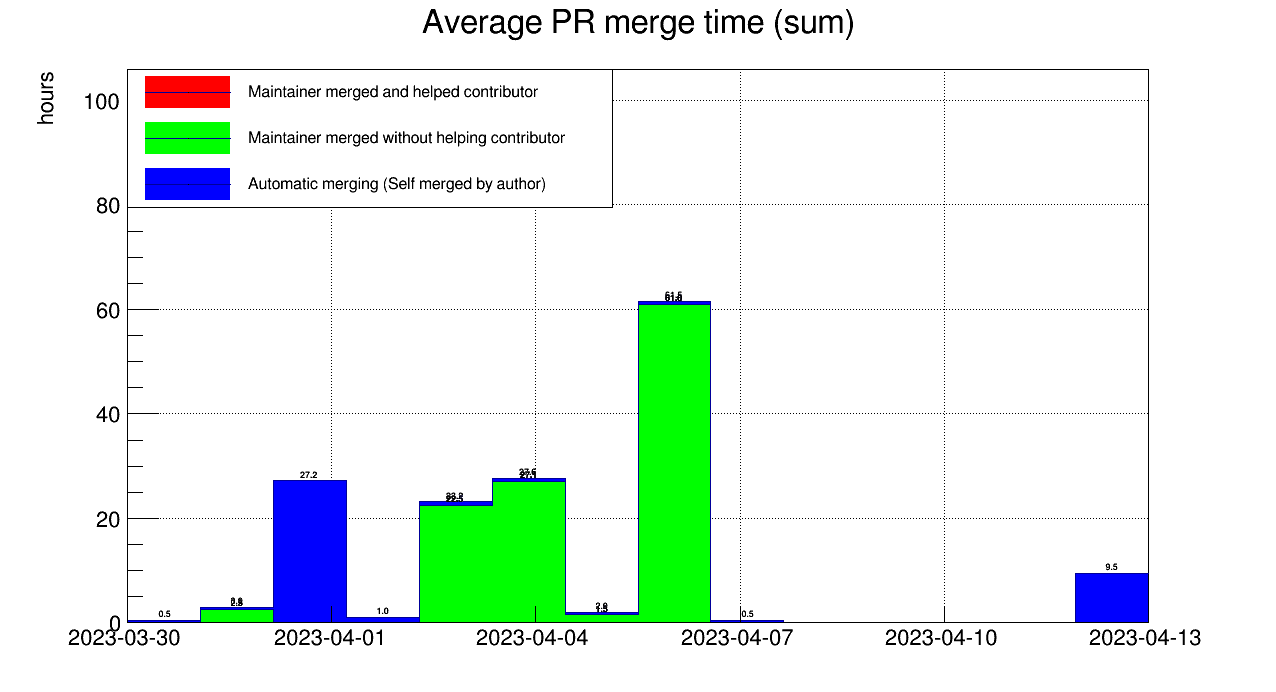 Average PR merge time (sum)
hours
Maintainer merged and helped contributor
Maintainer merged without helping contributor
Automatic merging (Self merged by author)
100
80
60
40
20
0
0.5
27.2
1.0
61.5
0.5
9.5
2023-03-30 2023-04-01 2023-04-04 2023-04-07 2023-04-10 2023-04-13